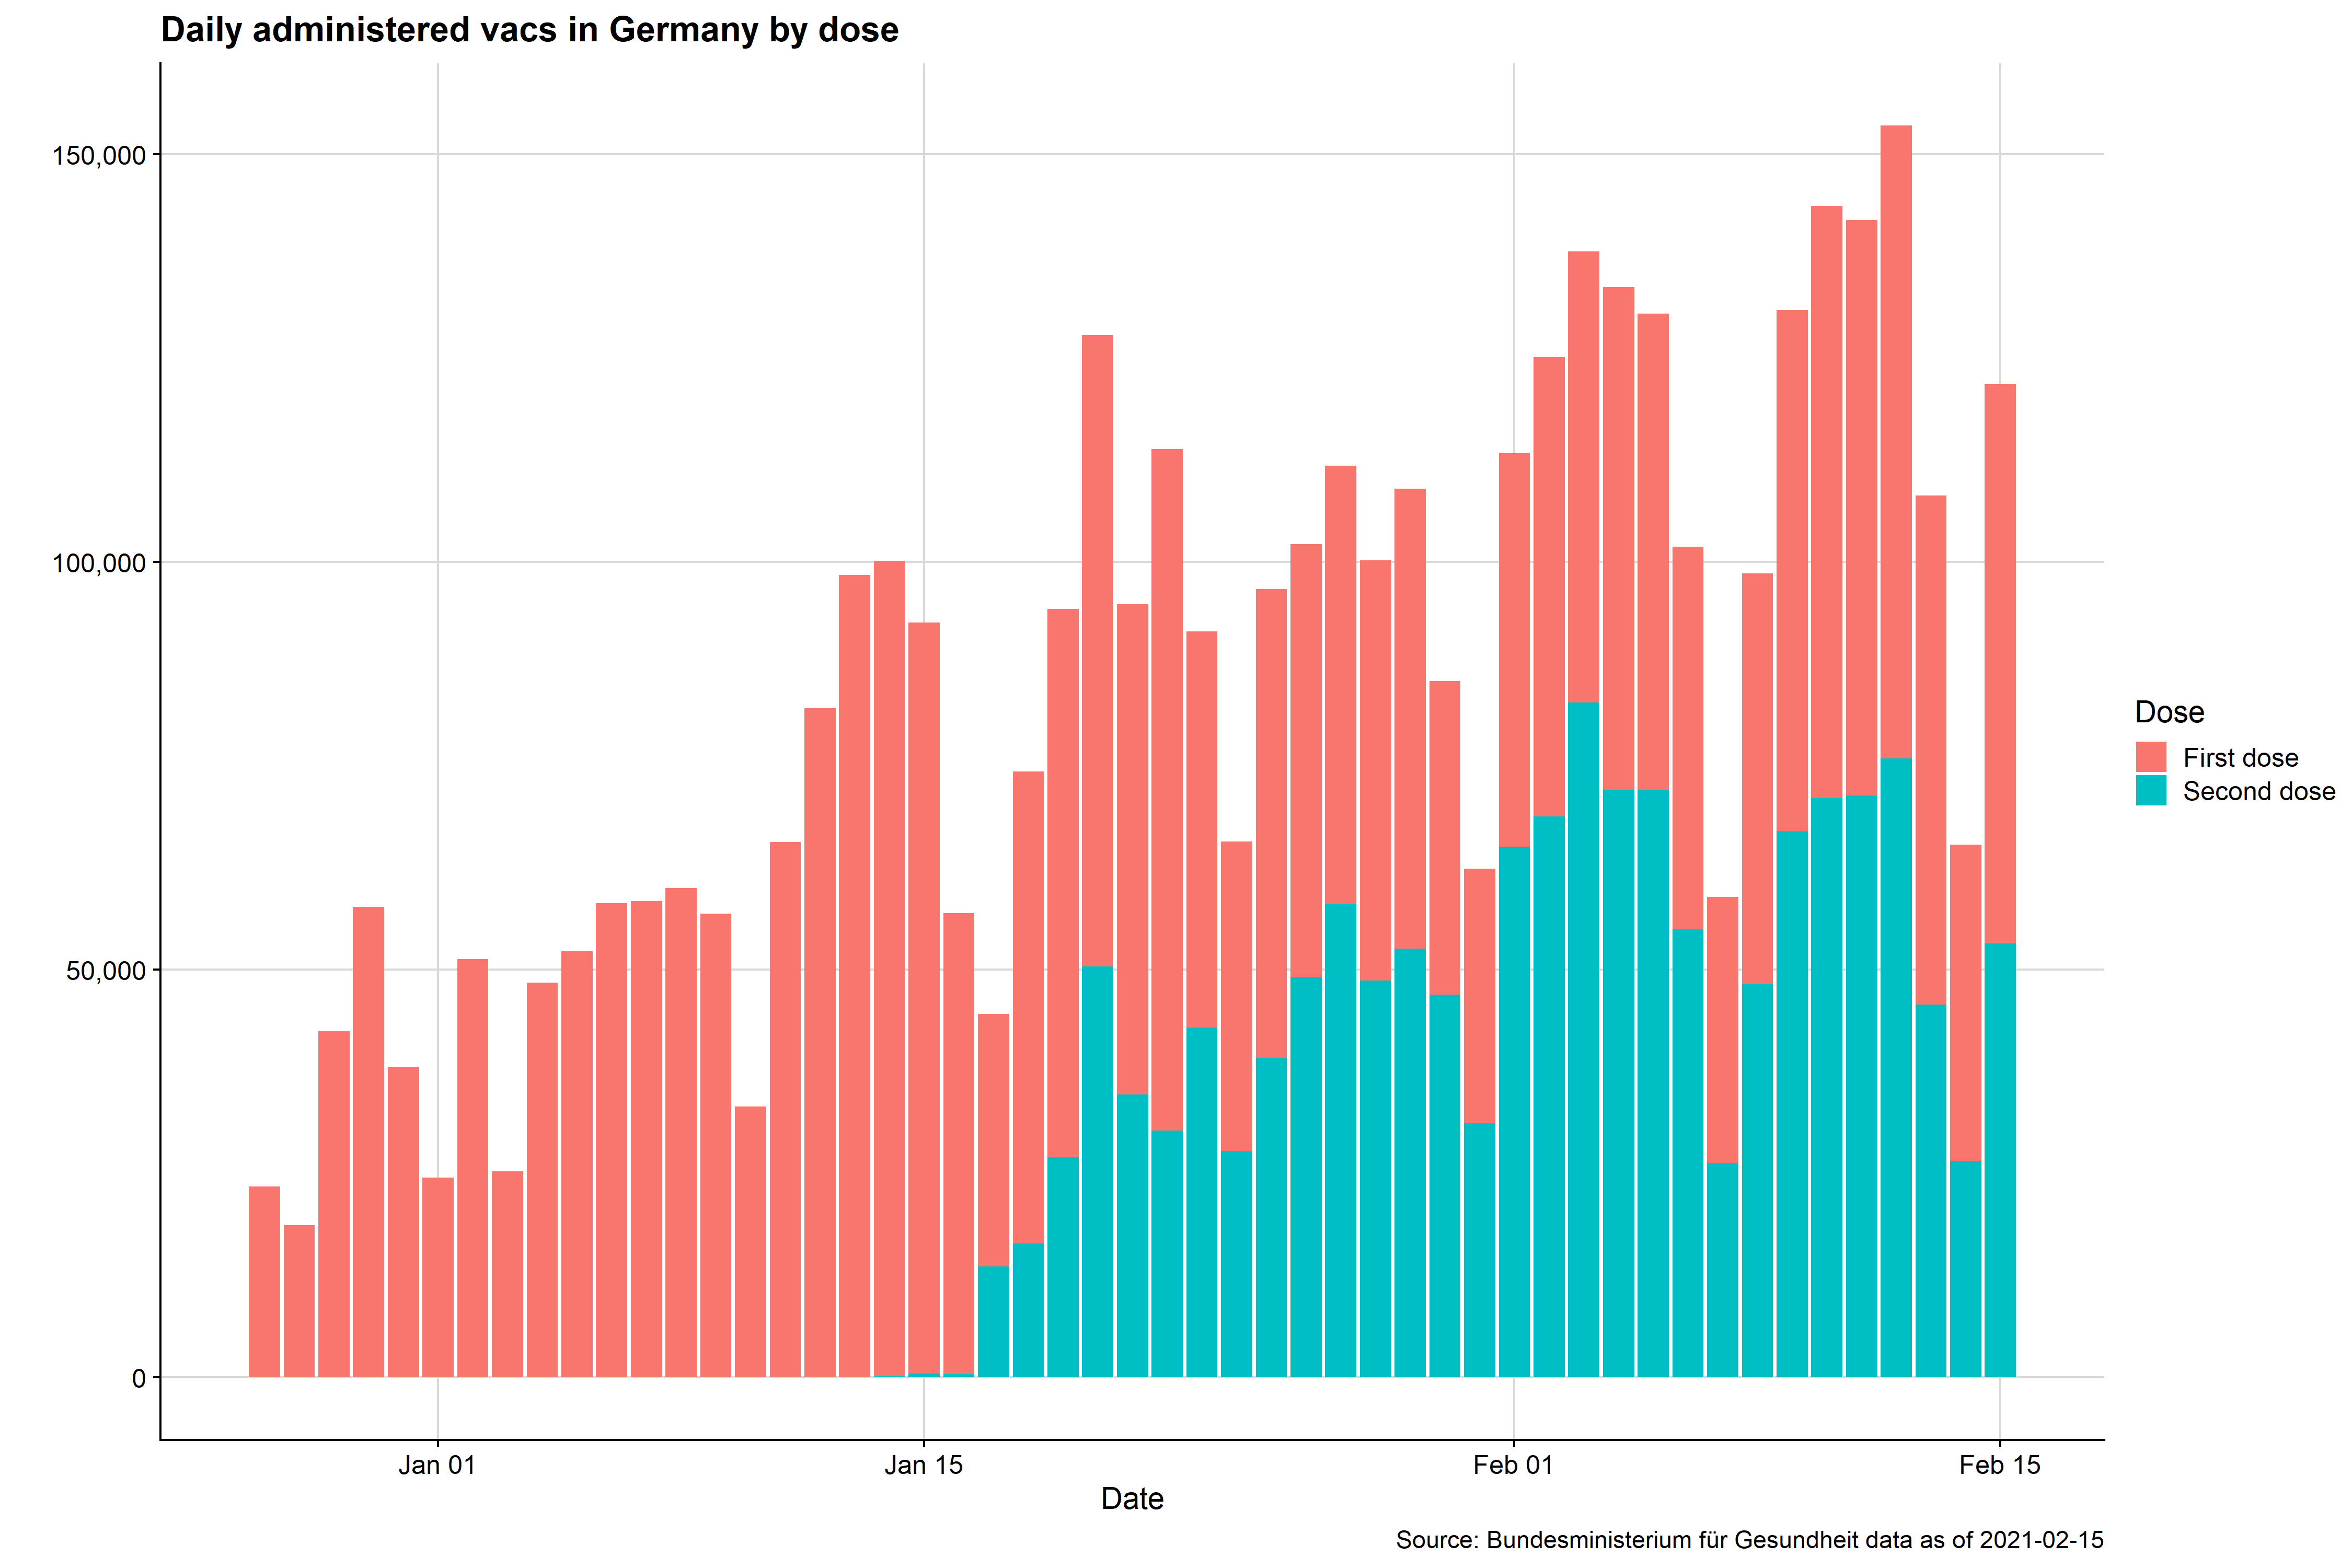 Daily administered vacs in Germany by dose
150,000
100,000
50,000
0
Jan 01
Jan 15
Feb 01
Feb 15
Date
Dose
First dose
Second dose
Source: Bundesministerium für Gesundheit data as of 2021-02-15